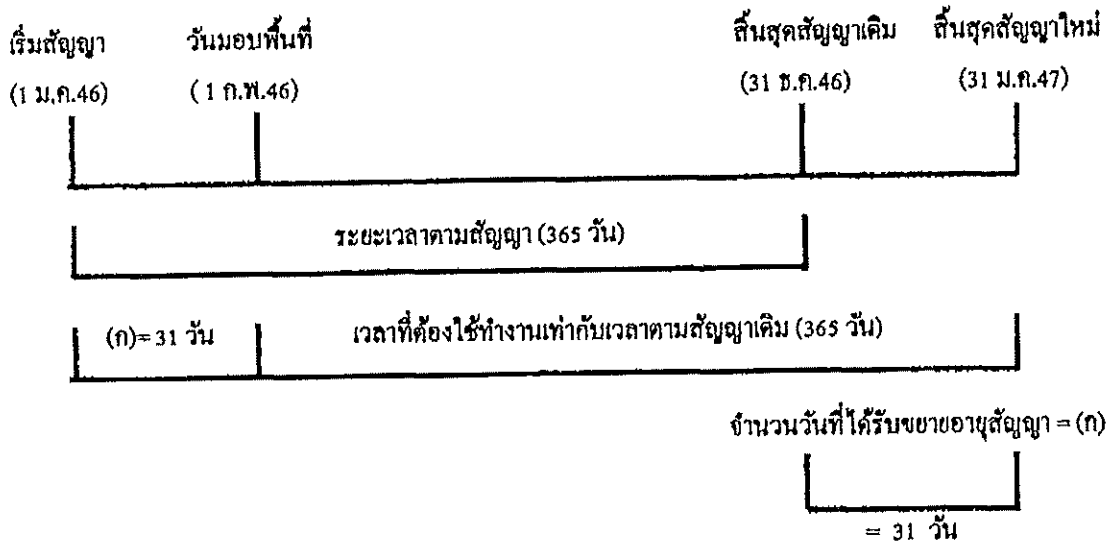 เริ่มสัญญา
วันมอบพื้นที่
สิ้นสุดสัญญาเดิม
สิ้นสุดสัญญาใหม่
(1 ม.ค.46)
( 1 ก.พ.46)
(31 ธ.ค.46)
(31 ม.ค.47)
ระยะเวลาตามสัญญา (365 วัน)
(ก)= 31 วัน
เวลาที่ต้องใช้ทำงานเท่ากับเวลาตามสัญญาเดิม (365 วัน)
จำนวนวันที่ได้รับขยายอายุสัญญา = (ก)
= 31 วัน